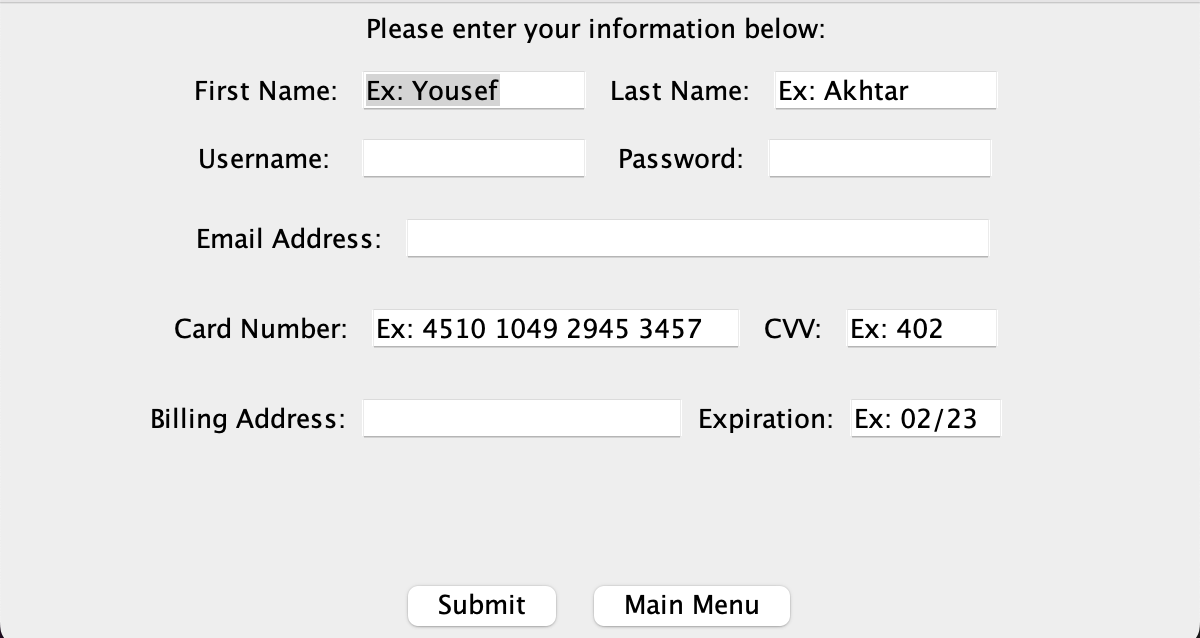 Please enter your information below:
First Name: Ex: Yousef Last Name: Ex: Akhtar
Username: Password:
Email Address:
Card Number: Ex: 4510 1049 2945 3457 CVV: Ex: 402
Billing Address: Expiration: Ex: 02/23
Submit Main Menu